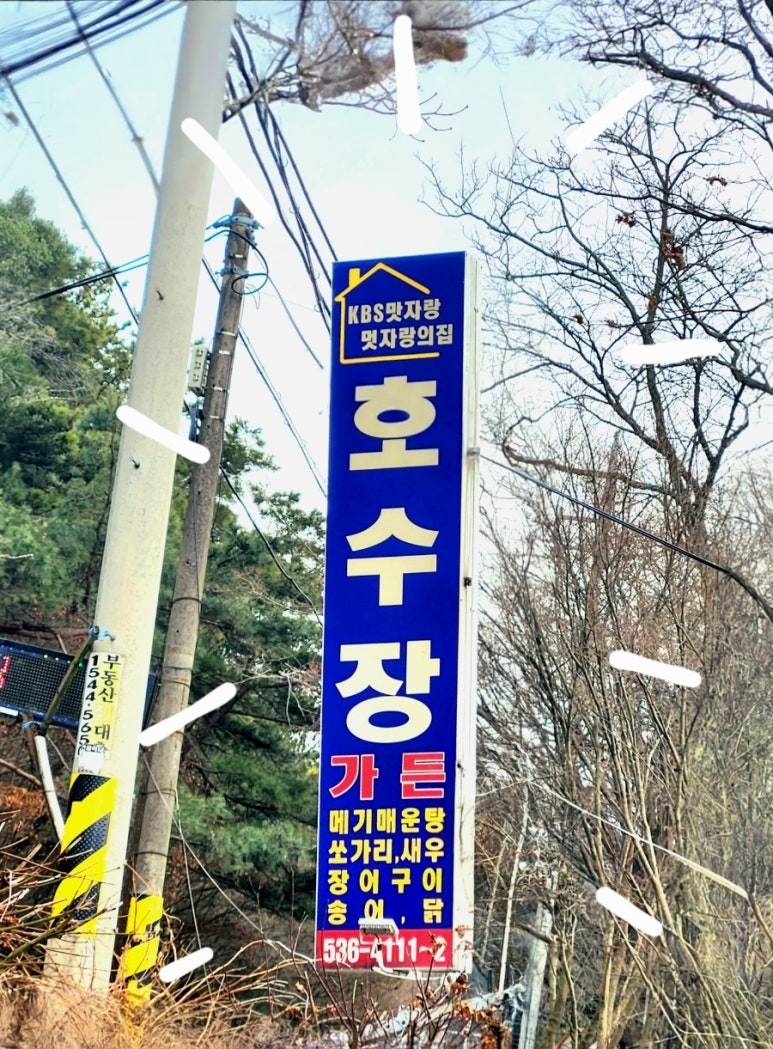 KBS맛자랑
멋자랑의집
호수장
가든
메기매운탕
쏘가리,새우
장어구이
송어,닭
536-4111~2
부동산 대
1544·565